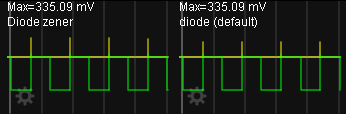 Max=335.09 mV
Diode zener
Max=335.09 mV
diode (default)